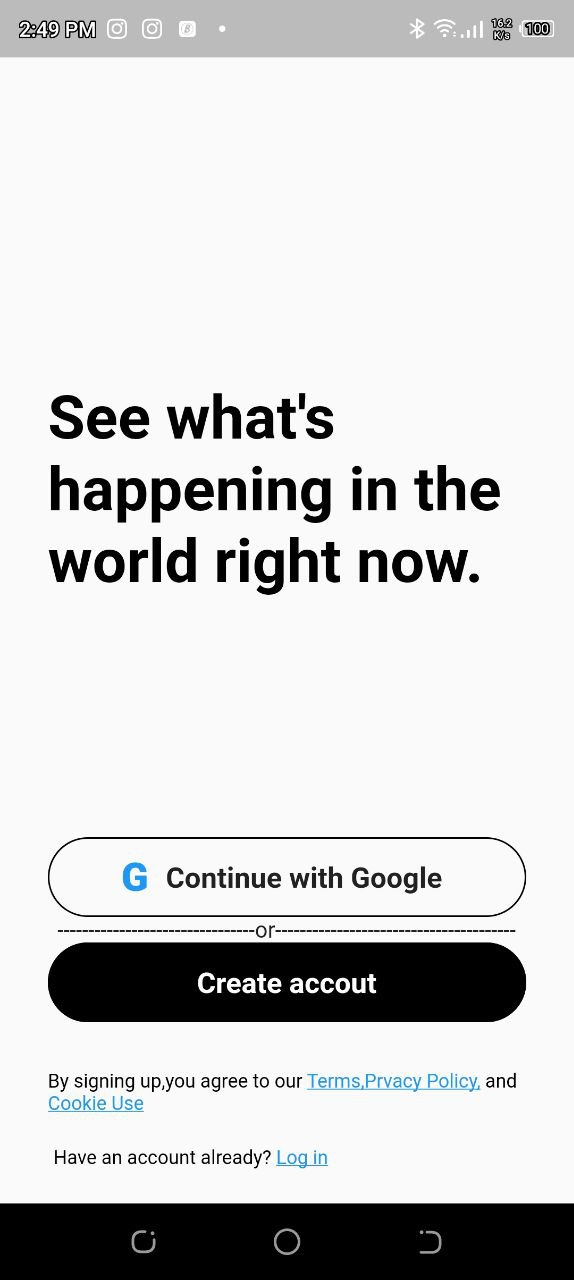 2:49 PM 16.2 K/s 100
See what's
happening in the
world right now.
G Continue with Google
--------------------------------or---------------------------------------
Create accout
By signing up,you agree to our Terms,Prvacy Policy, and
Cookie Use
Have an account already? Log in